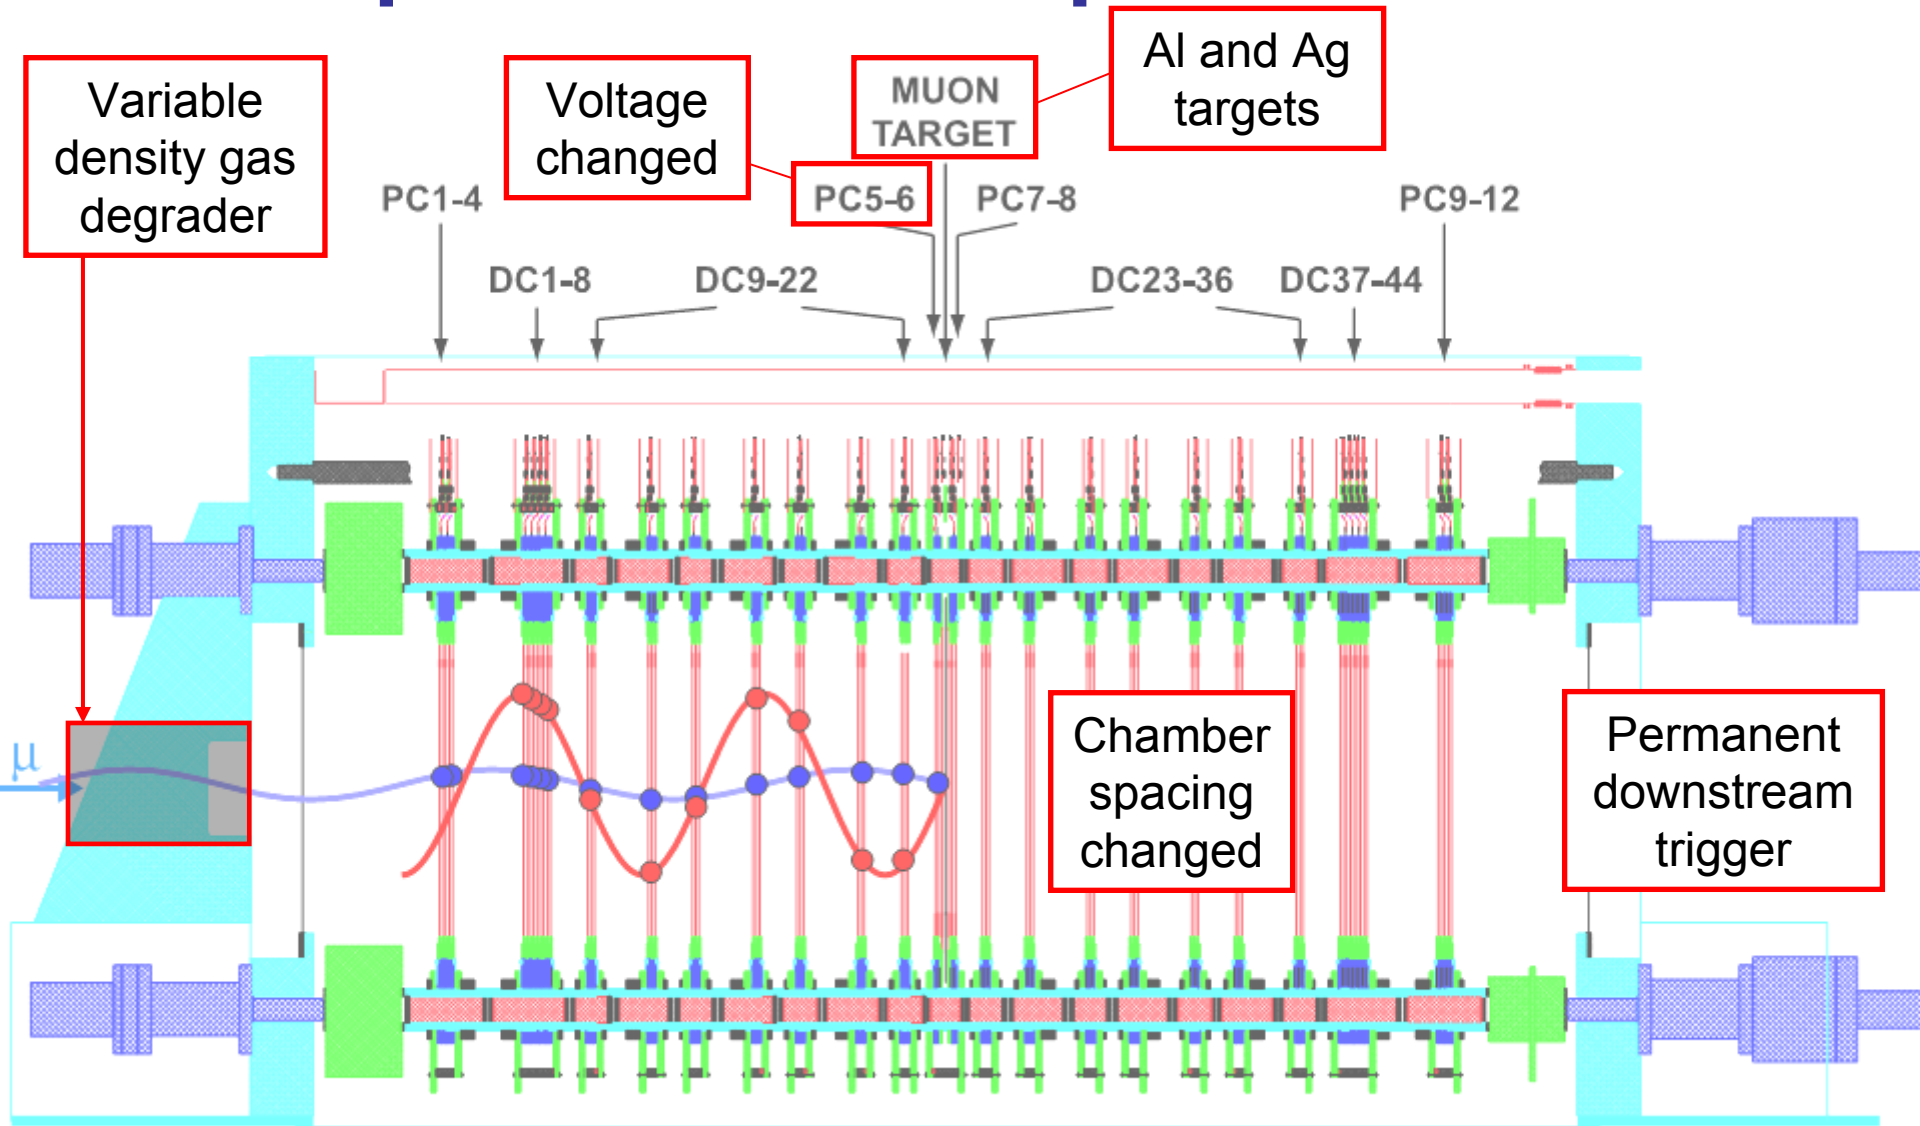 Variable
density gas
degrader
Voltage
changed
MUON
TARGET
Al and Ag
targets
PC1-4
PC5-6
PC7-8
PC9-12
DC1-8
DC9-22
DC23-36
DC37-44
μ
Chamber
spacing
changed
Permanent
downstream
trigger